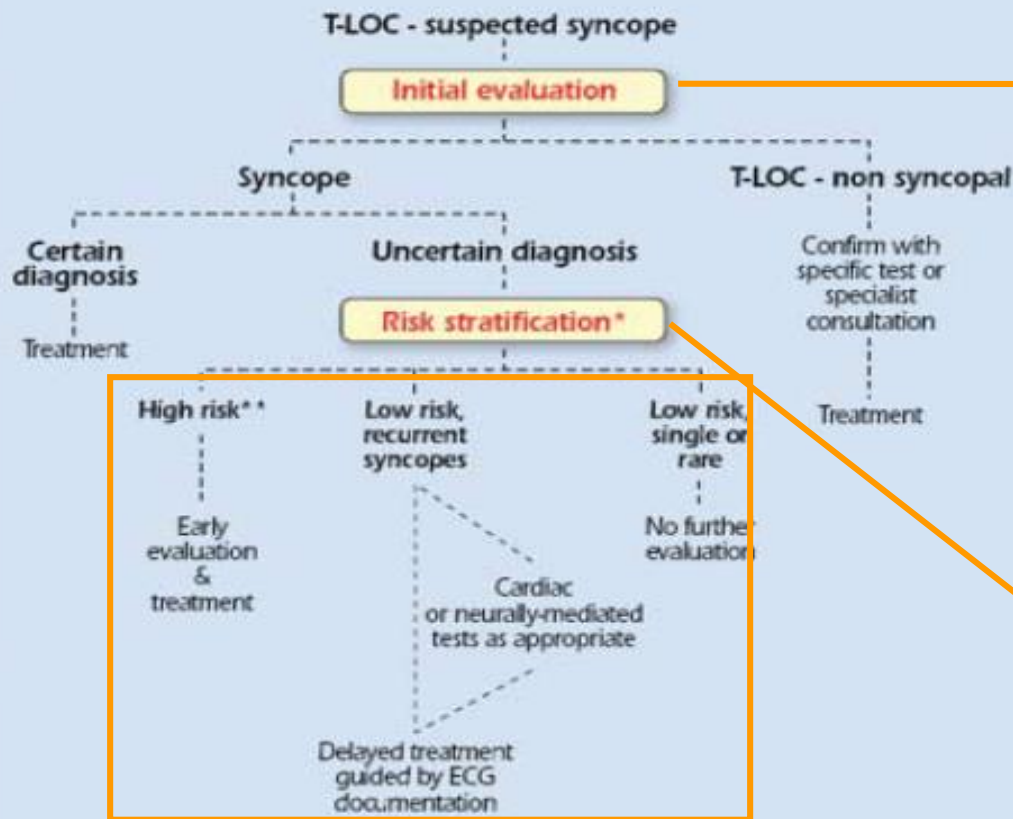 T-LOC - suspected syncope
Initial evaluation
Syncope
T-LOC - non syncopal
Certain
diagnosis
Uncertain diagnosis
Confirm with
specific test or
specialist
consultation
Treatment
Risk stratification*
High risk**
Low risk,
recurrent
syncopes
Low risk,
single or
rare
Treatment
Early
evaluation
&
treatment
No further
evaluation
Cardiac
or neurally-mediated
tests as appropriate
Delayed treatment
guided by ECG
documentation